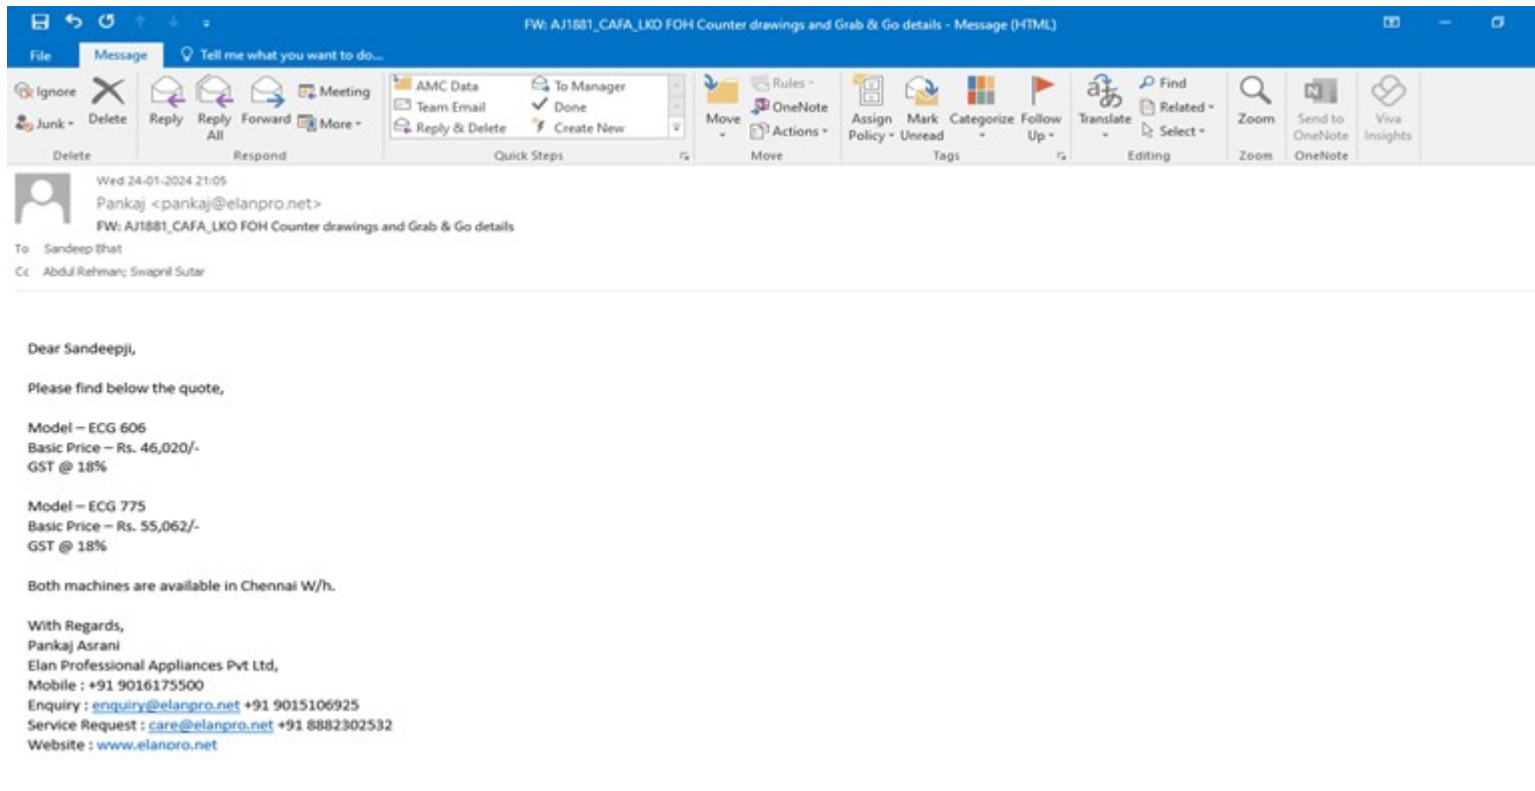 FW: AJ1881_CAFA_LKO FOH Counter drawings and Grab & Go details - Message (HTML)
File Message Tell me what you want to do...
Ignore
Junk
Delete
Reply
Reply All
Forward
Meeting
More
AMC Data
Team Email
Reply & Delete
To Manager
Done
Create New
Move
Rules
OneNote
Actions
Assign Policy
Mark Unread
Categorize
Follow Up
Translate
Find
Related
Select
Zoom
Send to OneNote
Viva Insights
Delete Respond Quick Steps Move Tags Editing Zoom OneNote
Wed 24-01-2024 21:05
Pankaj <pankaj@elanpro.net>
FW: AJ1881_CAFA_LKO FOH Counter drawings and Grab & Go details
To Sandeep Bhat
Cc Abdul Rehman; Swapnil Sutar
Dear Sandeepji,
Please find below the quote,
Model – ECG 606
Basic Price – Rs. 46,020/-
GST @ 18%
Model – ECG 775
Basic Price – Rs. 55,062/-
GST @ 18%
Both machines are available in Chennai W/h.
With Regards,
Pankaj Asrani
Elan Professional Appliances Pvt Ltd,
Mobile : +91 9016175500
Enquiry : enquiry@elanpro.net +91 9015106925
Service Request : care@elanpro.net +91 8882302532
Website : www.elanpro.net